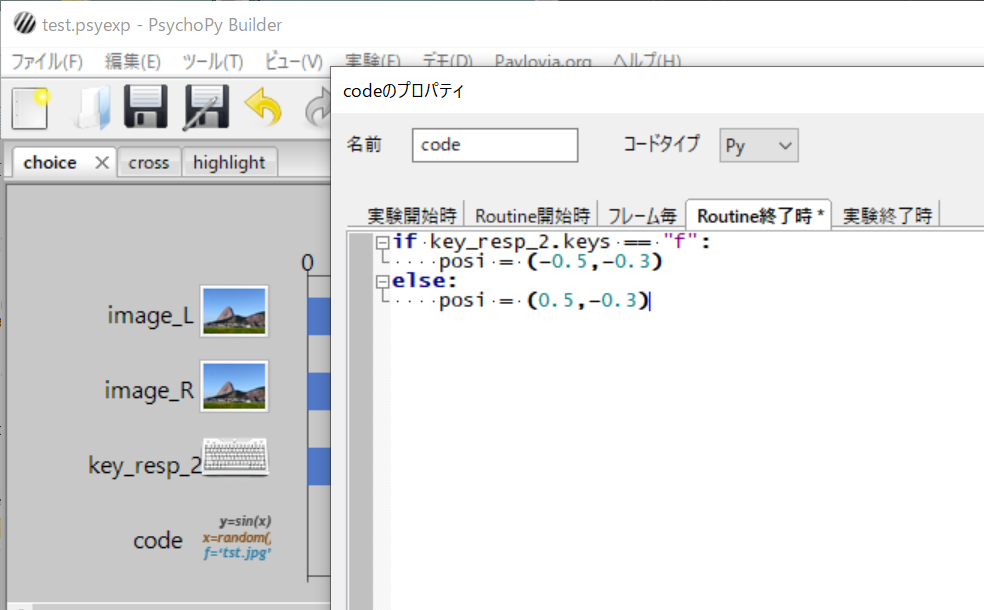 test.psyexp - PsychoPy Builder
ファイル(F) 編集(E) ツール(T) ビュー(V) 実験(E) デモ(D) Pavlovia.org ヘルプ(H)
codeのプロパティ
名前 code コードタイプ Py
choice cross highlight
実験開始時 Routine開始時 フレーム毎 Routine終了時 * 実験終了時
if key_resp_2.keys == "f":
posi = (-0.5,-0.3)
else:
posi = (0.5,-0.3)
0
image_L
image_R
key_resp_2
code
y=sin(x)
x=random(,
f='tst.jpg'